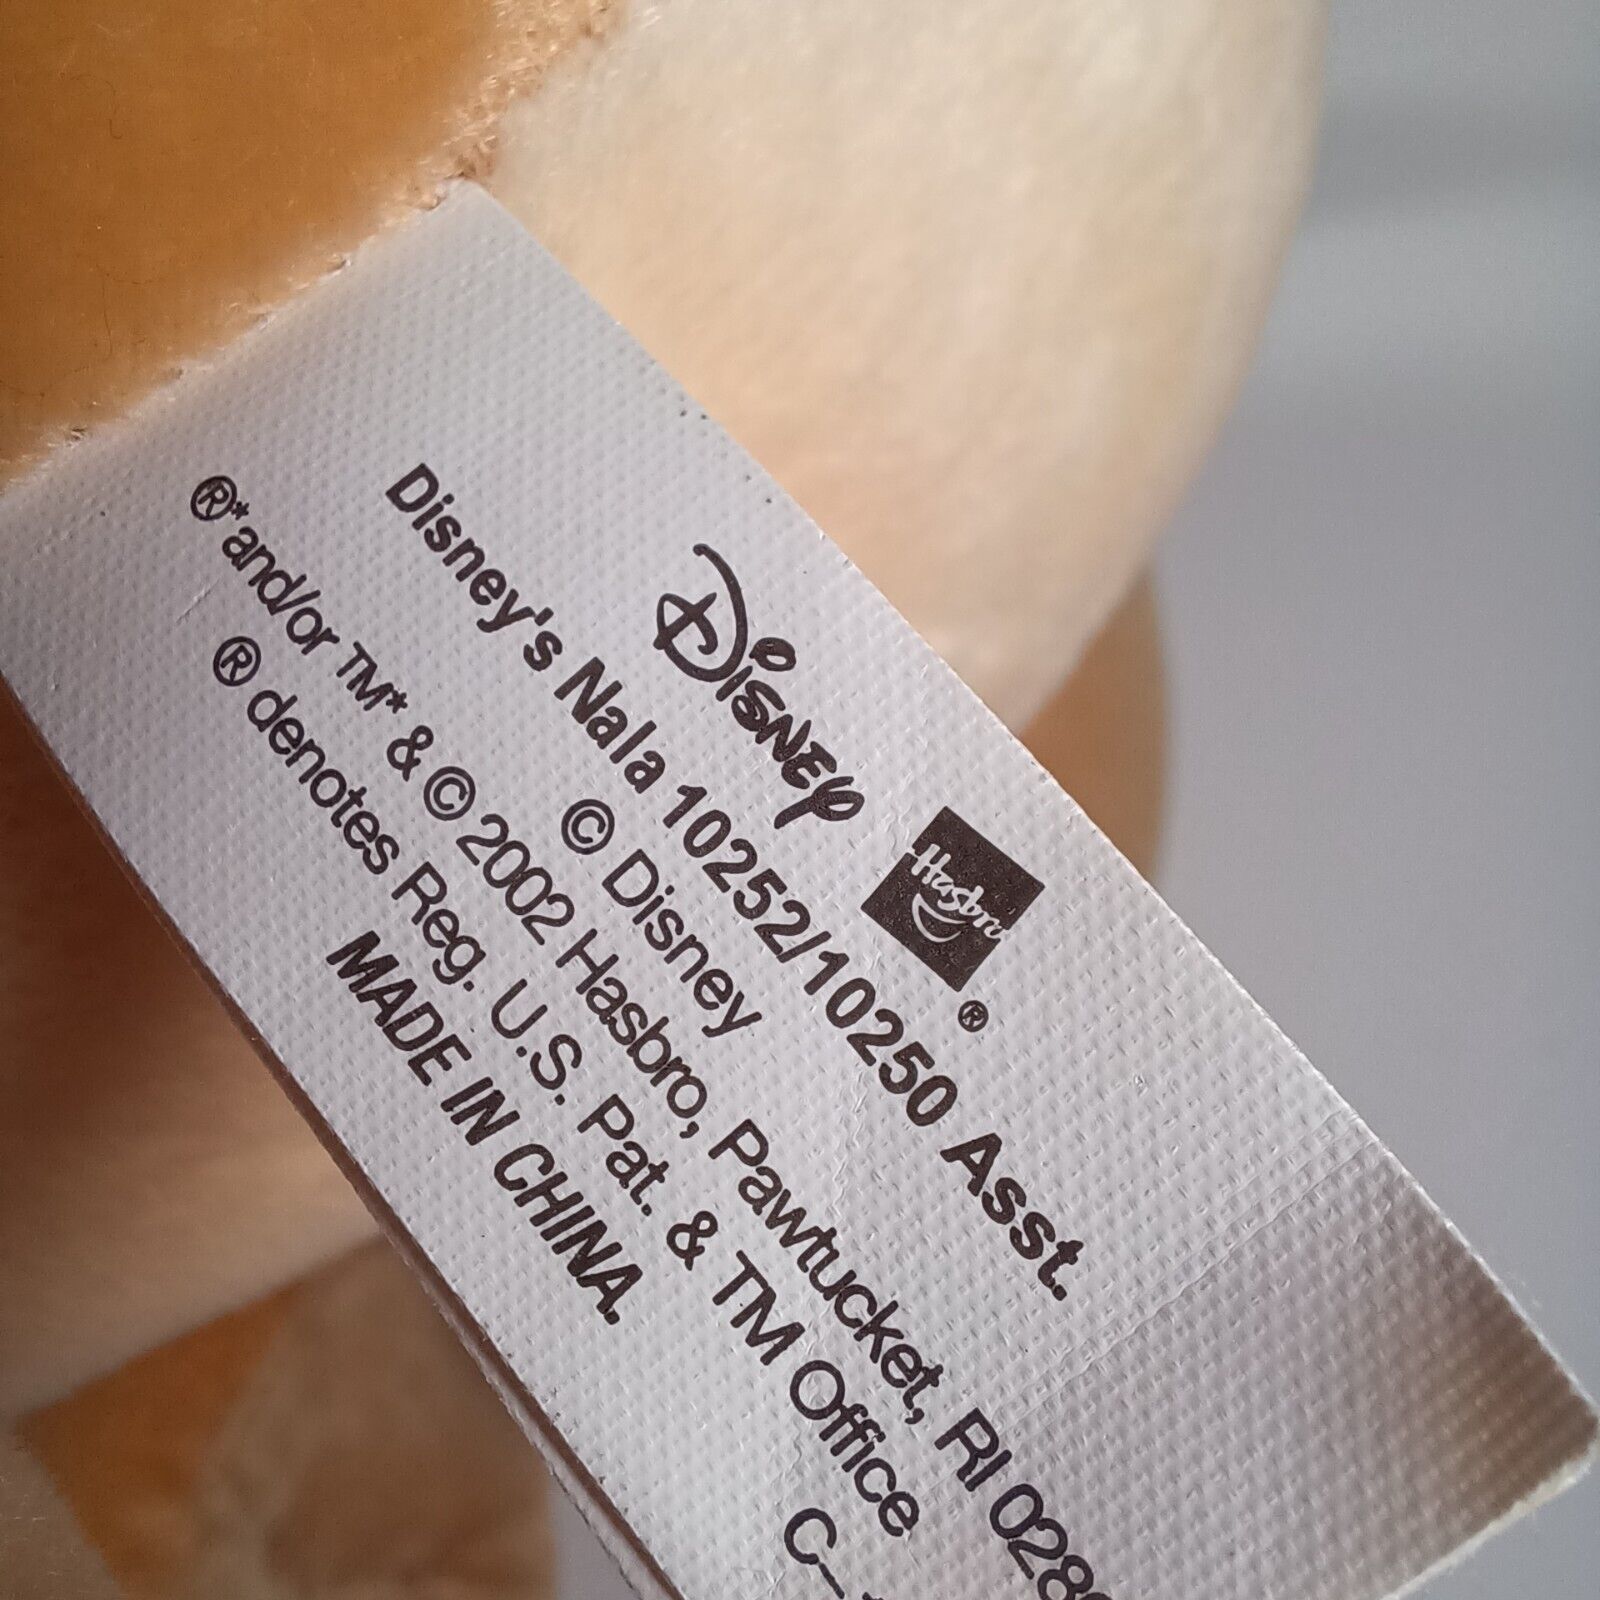 Disney Hasbro ®
Disney's Nala 10252/10250 Asst.
© Disney
®* and/or TM* & © 2002 Hasbro, Pawtucket, RI
® denotes Reg. U.S. Pat. & TM Office
MADE IN CHINA.